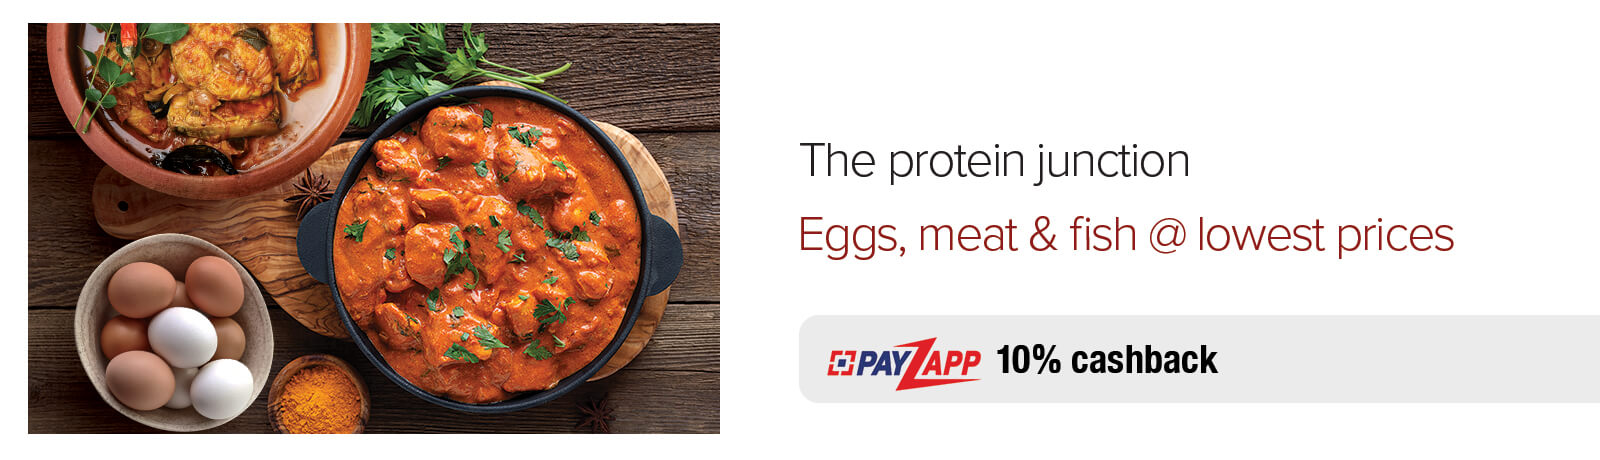 The protein junction
Eggs, meat & fish @ lowest prices
PAYZAPP 10% cashback